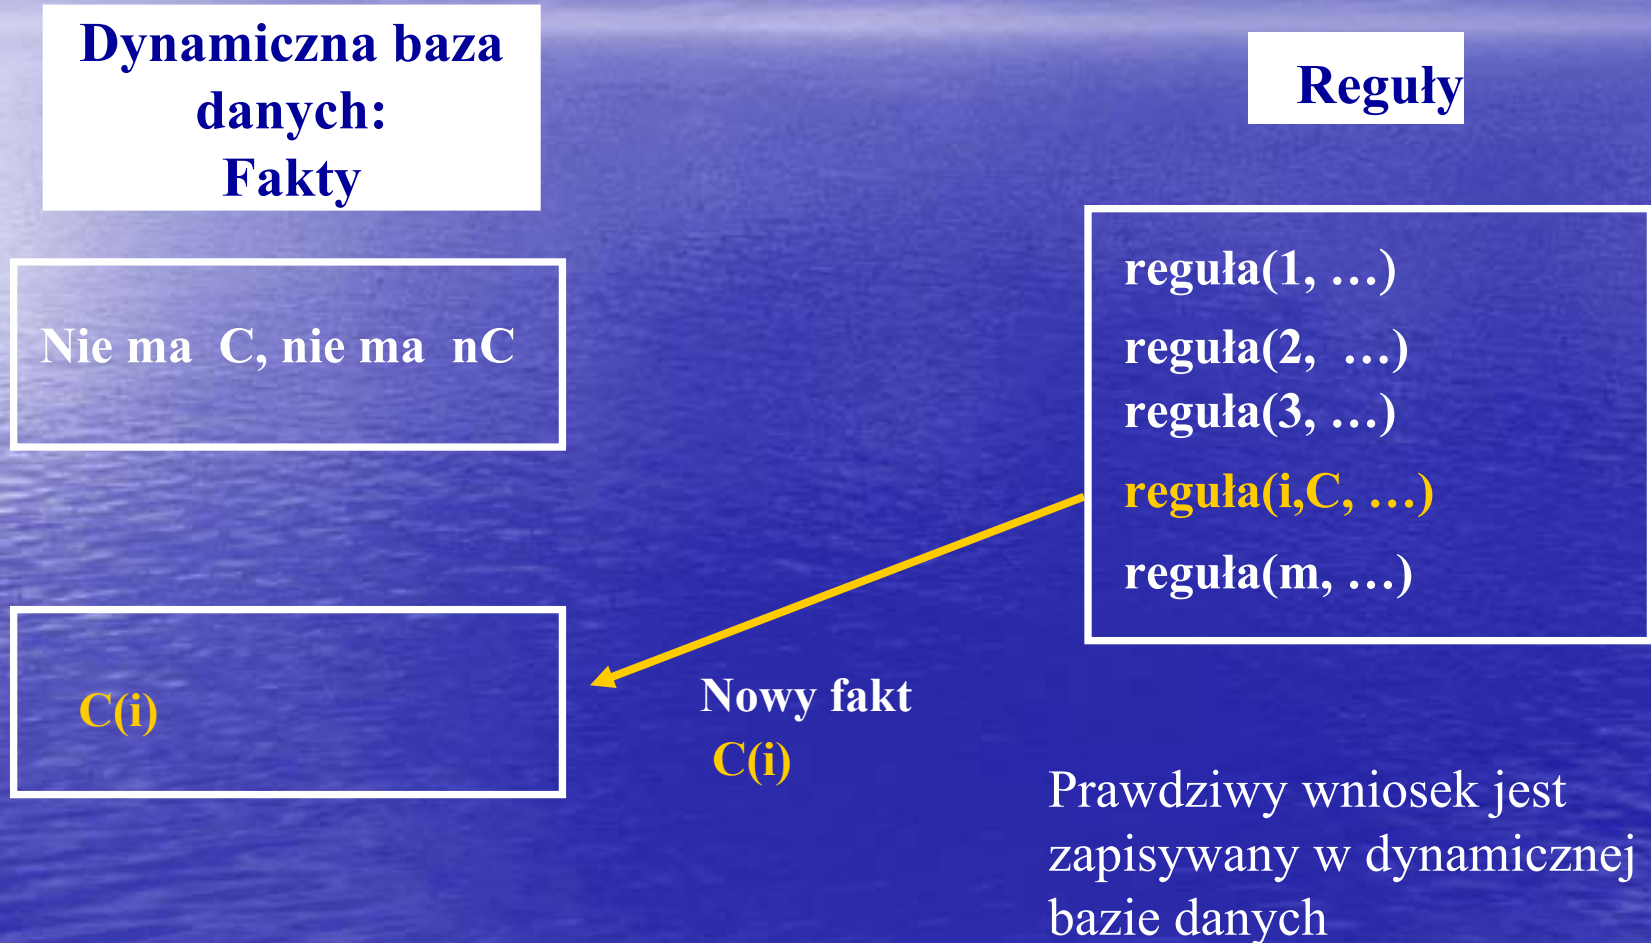 Dynamiczna baza
danych:
Fakty
Nie ma C, nie ma nC
C(i)
Reguły
reguła(1, …)
reguła(2, …)
reguła(3, …)
reguła(i,C, …)
reguła(m, …)
Nowy fakt
C(i)
Prawdziwy wniosek jest
zapisywany w dynamicznej
bazie danych